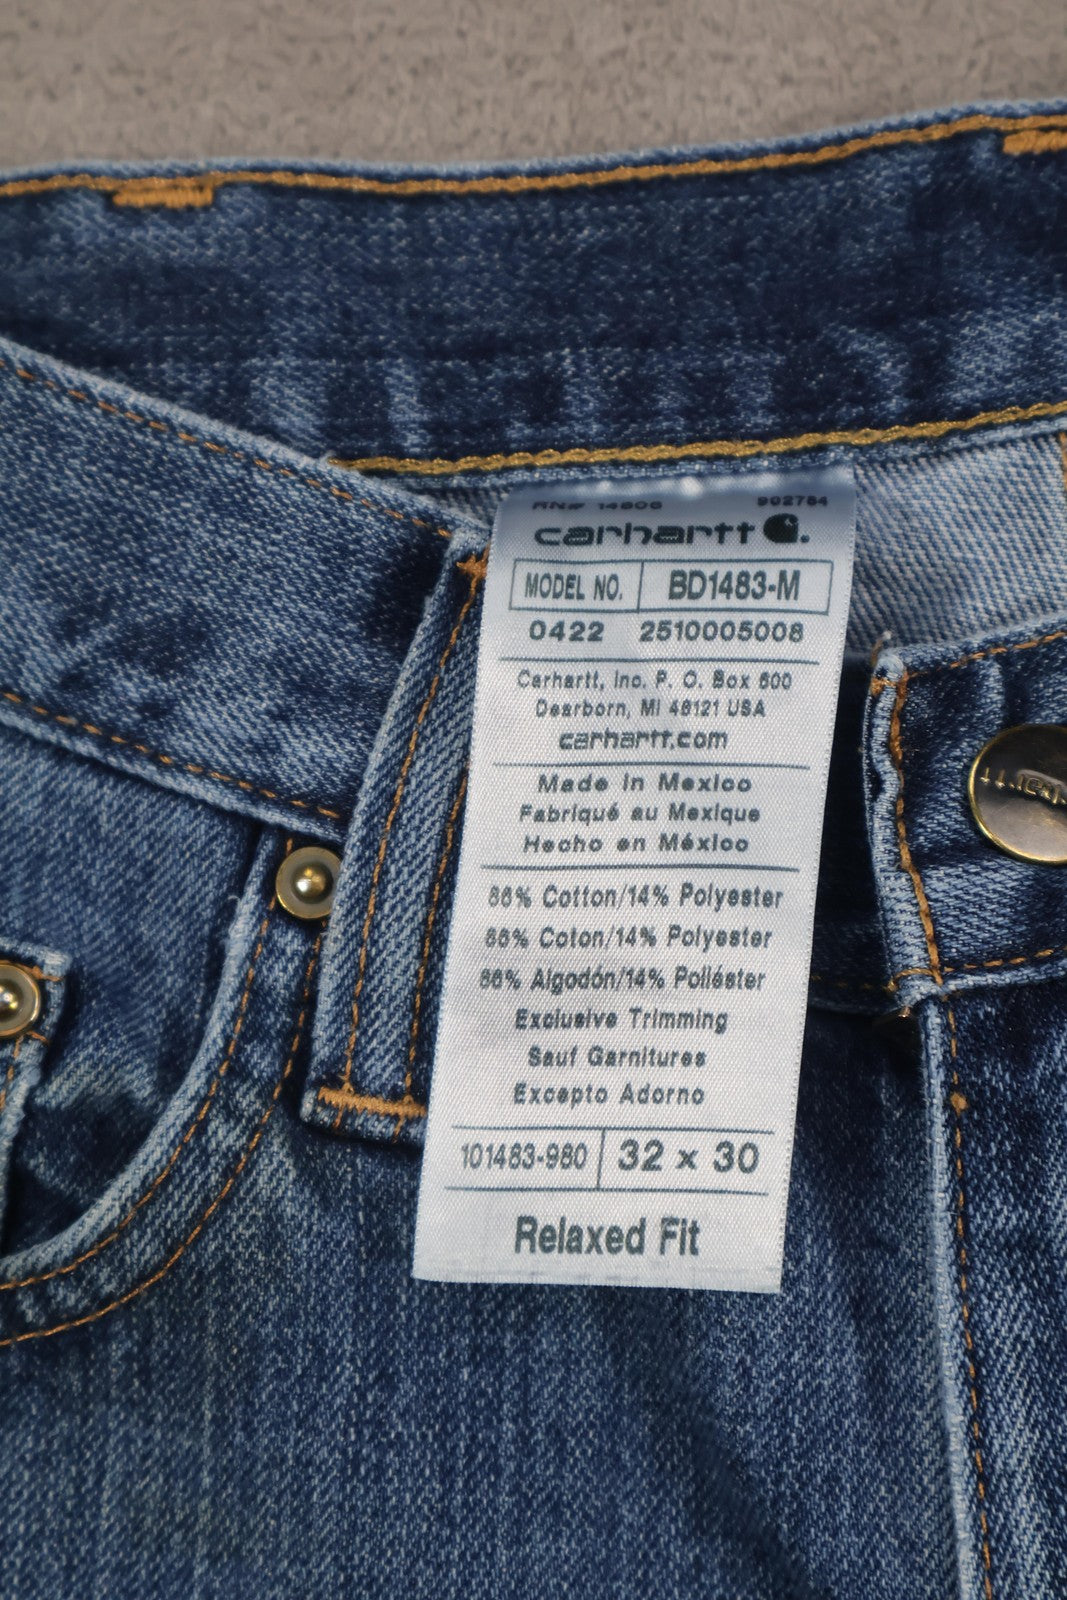 RN# 14806 902784
carhartt
MODEL NO. BD1483-M
0422 2510005008
Carhartt, Inc. P. O. Box 600
Dearborn, MI 48121 USA
carhartt.com
Made in Mexico
Fabriqué au Mexique
Hecho en México
86% Cotton/14% Polyester
86% Coton/14% Polyester
86% Algodón/14% Poliéster
Exclusive Trimming
Sauf Garnitures
Excepto Adorno
101483-980 32 x 30
Relaxed Fit